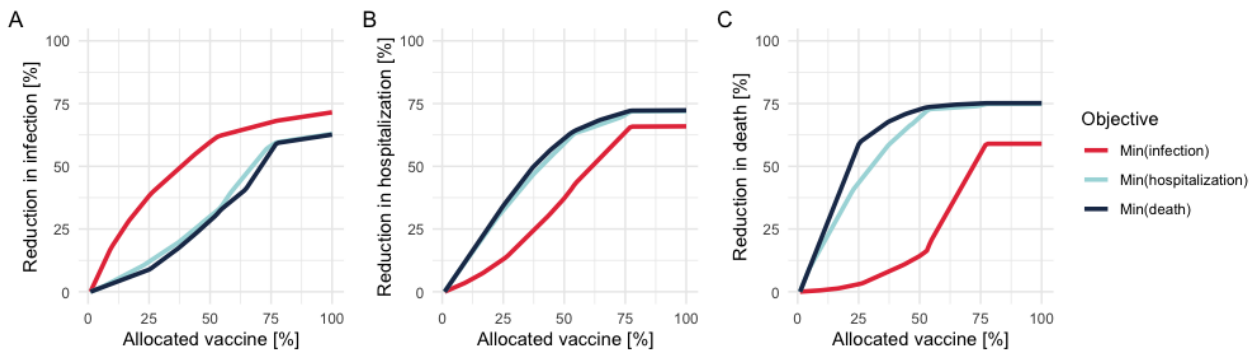 A
Reduction in infection [%]
100
75
50
25
0
0 25 50 75 100
Allocated vaccine [%]
B
Reduction in hospitalization [%]
100
75
50
25
0
0 25 50 75 100
Allocated vaccine [%]
C
Reduction in death [%]
100
75
50
25
0
0 25 50 75 100
Allocated vaccine [%]
Objective
Min(infection)
Min(hospitalization)
Min(death)